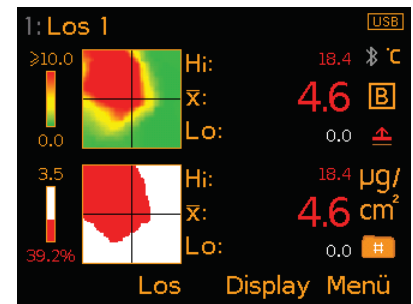 1: Los 1 USB
⩾10.0 Hi: 18.4 °C
x̄: 4.6 B
0.0 Lo: 0.0
3.5 Hi: 18.4 µg/
x̄: 4.6 cm²
39.2% Lo: 0.0 #
Los Display Menü